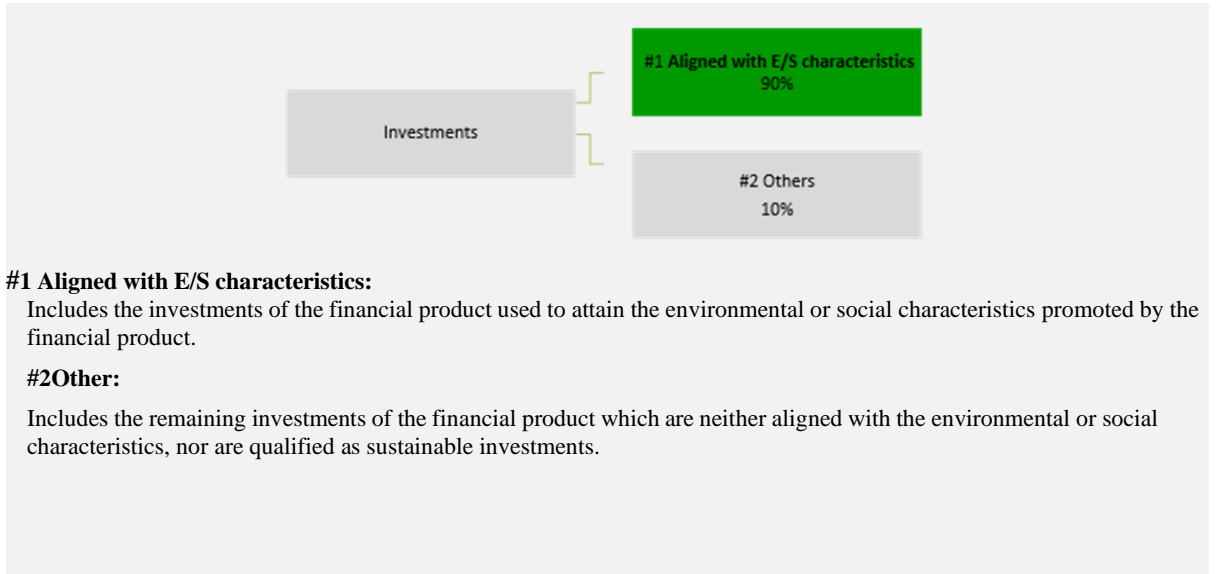 #1 Aligned with E/S characteristics
90%
Investments
#2 Others
10%
#1 Aligned with E/S characteristics:
Includes the investments of the financial product used to attain the environmental or social characteristics promoted by the
financial product.
#2Other:
Includes the remaining investments of the financial product which are neither aligned with the environmental or social
characteristics, nor are qualified as sustainable investments.